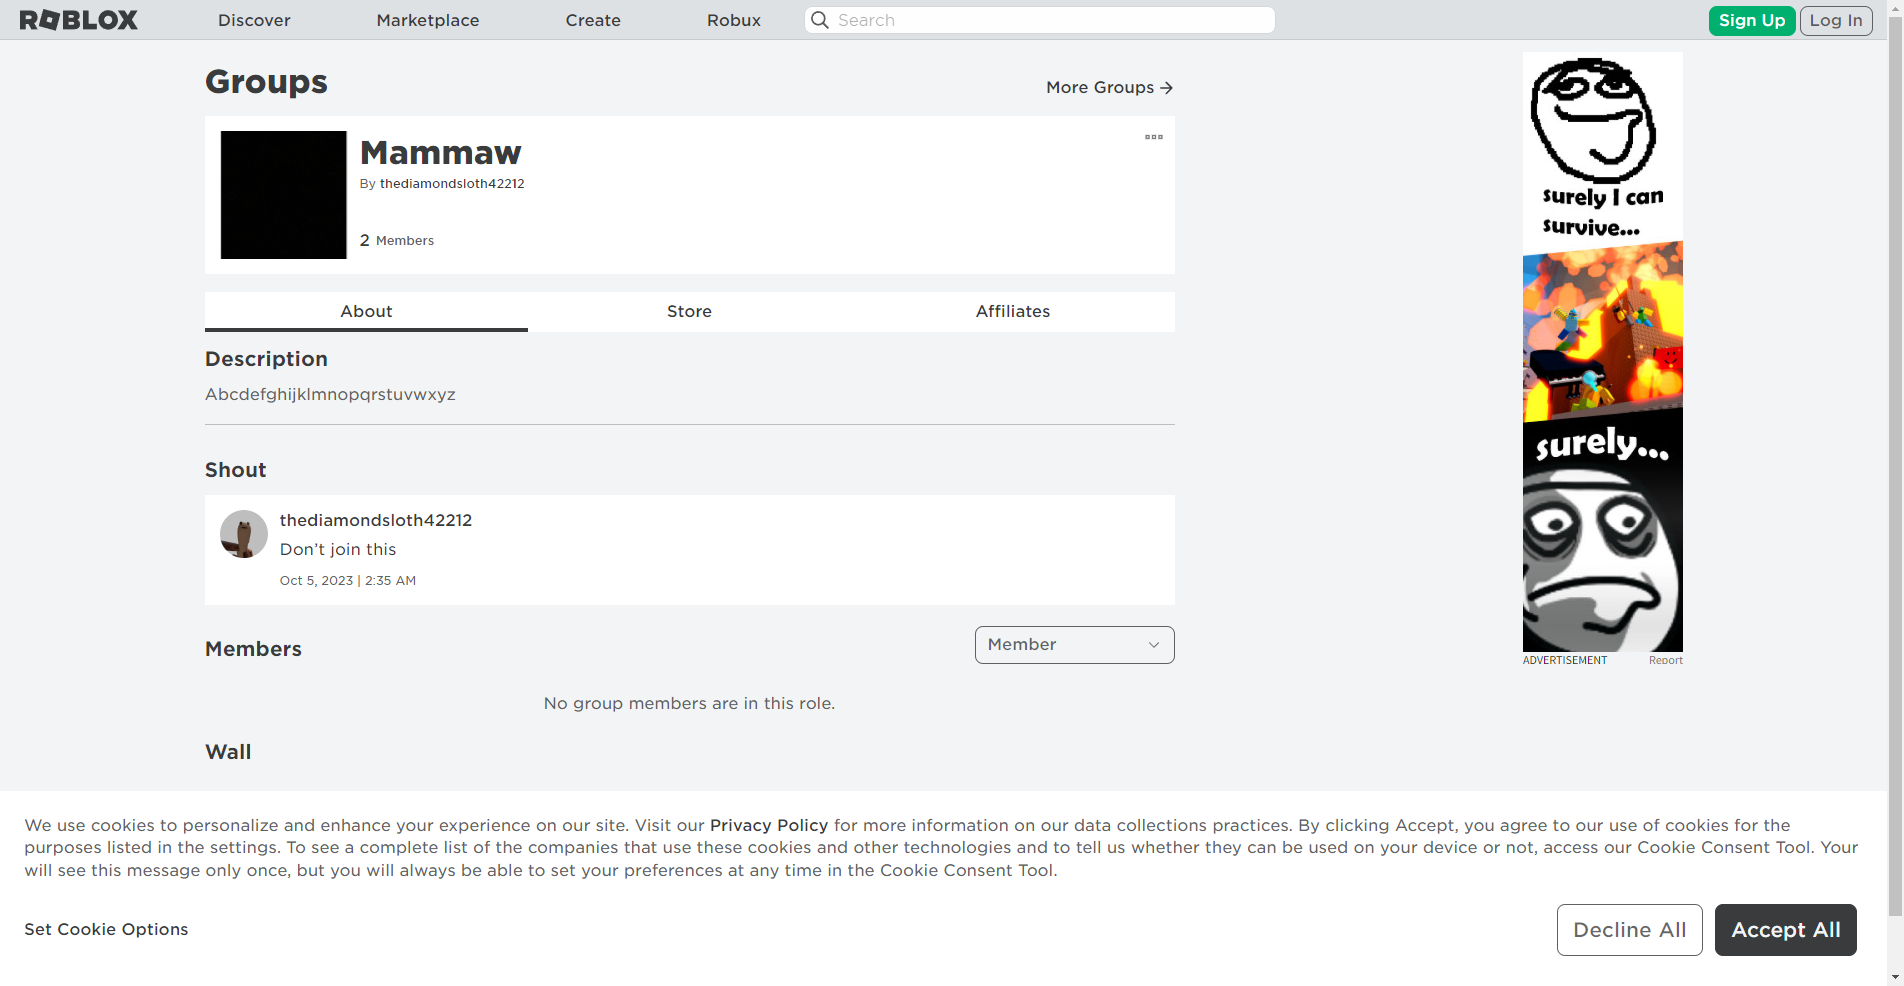 ROBLOX
Discover
Marketplace
Create
Robux
Search
Sign Up
Log In
Groups
More Groups →
Mammaw
By thediamondsloth42212
2 Members
About
Store
Affiliates
Description
Abcdefghijklmnopqrstuvwxyz
Shout
thediamondsloth42212
Don’t join this
Oct 5, 2023 | 2:35 AM
Members
Member
No group members are in this role.
Wall
surely I can
survive...
surely...
ADVERTISEMENT
Report
We use cookies to personalize and enhance your experience on our site. Visit our Privacy Policy for more information on our data collections practices. By clicking Accept, you agree to our use of cookies for the
purposes listed in the settings. To see a complete list of the companies that use these cookies and other technologies and to tell us whether they can be used on your device or not, access our Cookie Consent Tool. Your
will see this message only once, but you will always be able to set your preferences at any time in the Cookie Consent Tool.
Set Cookie Options
Decline All
Accept All